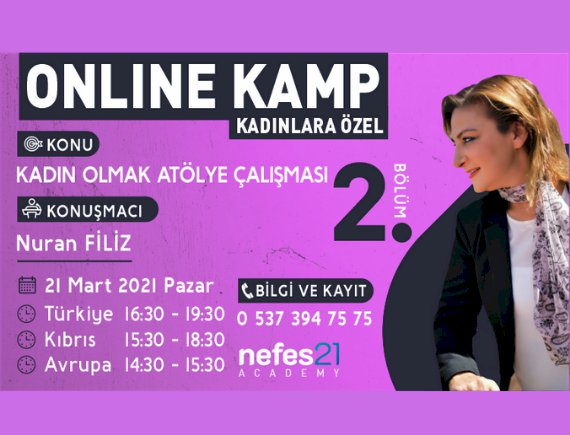 ONLINE KAMP
KADINLARA ÖZEL
KONU
KADIN OLMAK ATÖLYE ÇALIŞMASI
2.
BÖLÜM
KONUŞMACI
Nuran FİLİZ
21 Mart 2021 Pazar
Türkiye 16:30 - 19:30
Kıbrıs 15:30 - 18:30
Avrupa 14:30 - 15:30
BİLGİ VE KAYIT
0 537 394 75 75
nefes21
ACADEMY